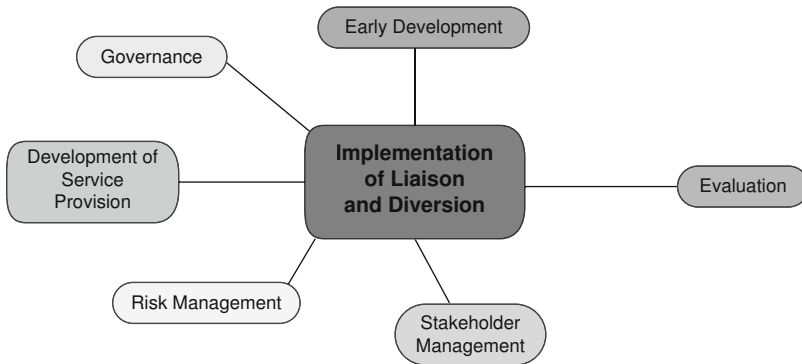 Early Development
Governance
Implementation
of Liaison
and Diversion
Development of
Service
Provision
Evaluation
Risk Management
Stakeholder
Management